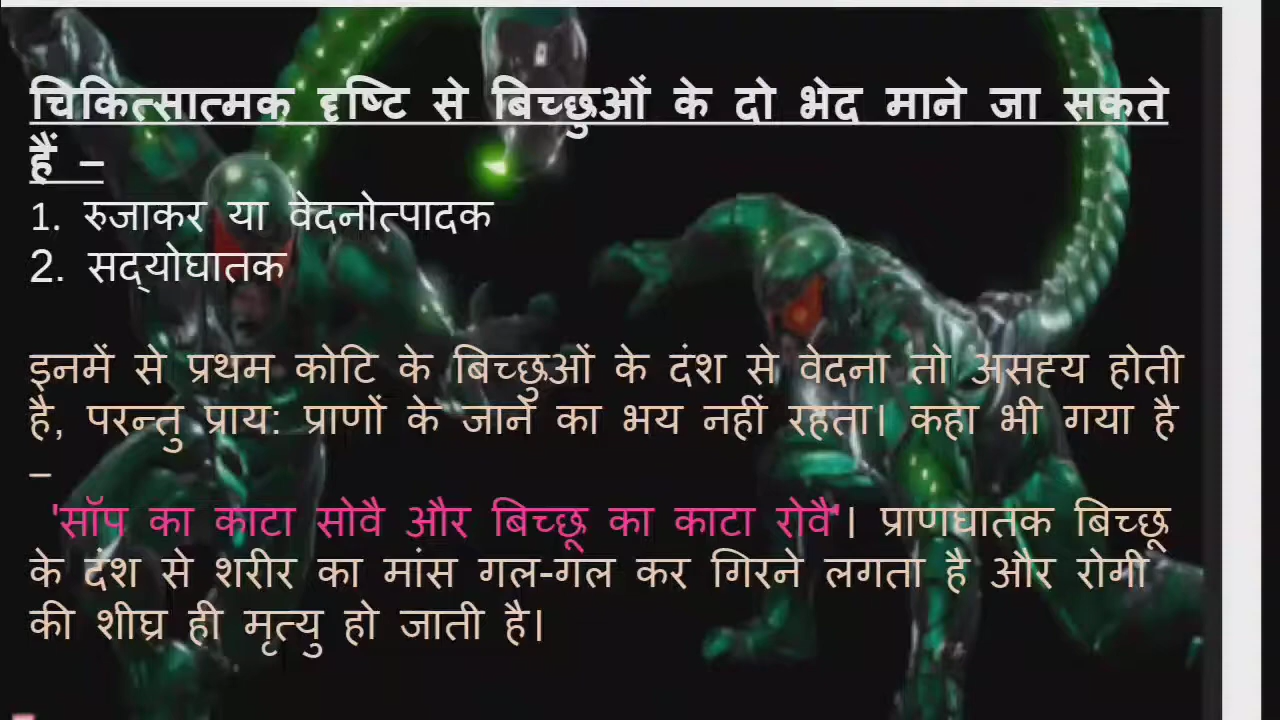 चिकित्सात्मक दृष्टि से बिच्छुओं के दो भेद माने जा सकते
हैं –
1. रुजाकर या वेदनोत्पादक
2. सद्‌योघातक
इनमें से प्रथम कोटि के बिच्छुओं के दंश से वेदना तो असह्य होती
है, परन्तु प्राय: प्राणों के जाने का भय नहीं रहता। कहा भी गया है
–
'सॉप का काटा सोवै और बिच्छू का काटा रोवै'। प्राणघातक बिच्छू
के दंश से शरीर का मांस गल-गल कर गिरने लगता है और रोगी
की शीघ्र ही मृत्यु हो जाती है।